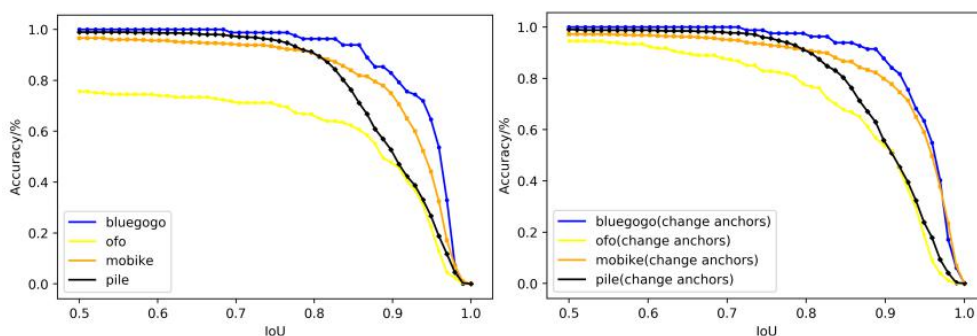 1.0
0.8
0.6
0.4
0.2
0.0
Accuracy/%
bluegogo
ofo
mobike
pile
0.5 0.6 0.7 0.8 0.9 1.0
IoU
1.0
0.8
0.6
0.4
0.2
0.0
Accuracy/%
bluegogo(change anchors)
ofo(change anchors)
mobike(change anchors)
pile(change anchors)
0.5 0.6 0.7 0.8 0.9 1.0
IoU